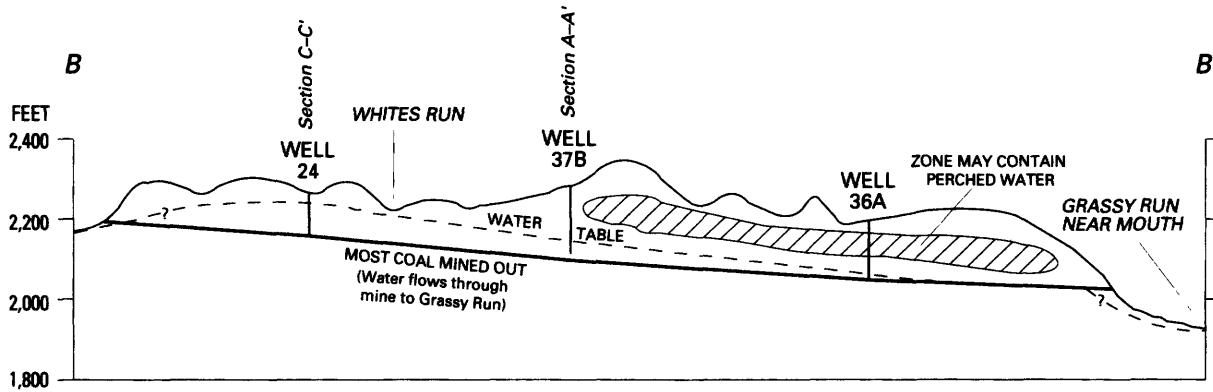 Section C–C'
Section A–A'
B
B
FEET
WHITES RUN
2,400
WELL
24
WELL
37B
ZONE MAY CONTAIN
PERCHED WATER
WELL
36A
GRASSY RUN
NEAR MOUTH
2,200
?
WATER
TABLE
MOST COAL MINED OUT
(Water flows through
mine to Grassy Run)
2,000
?
1,800